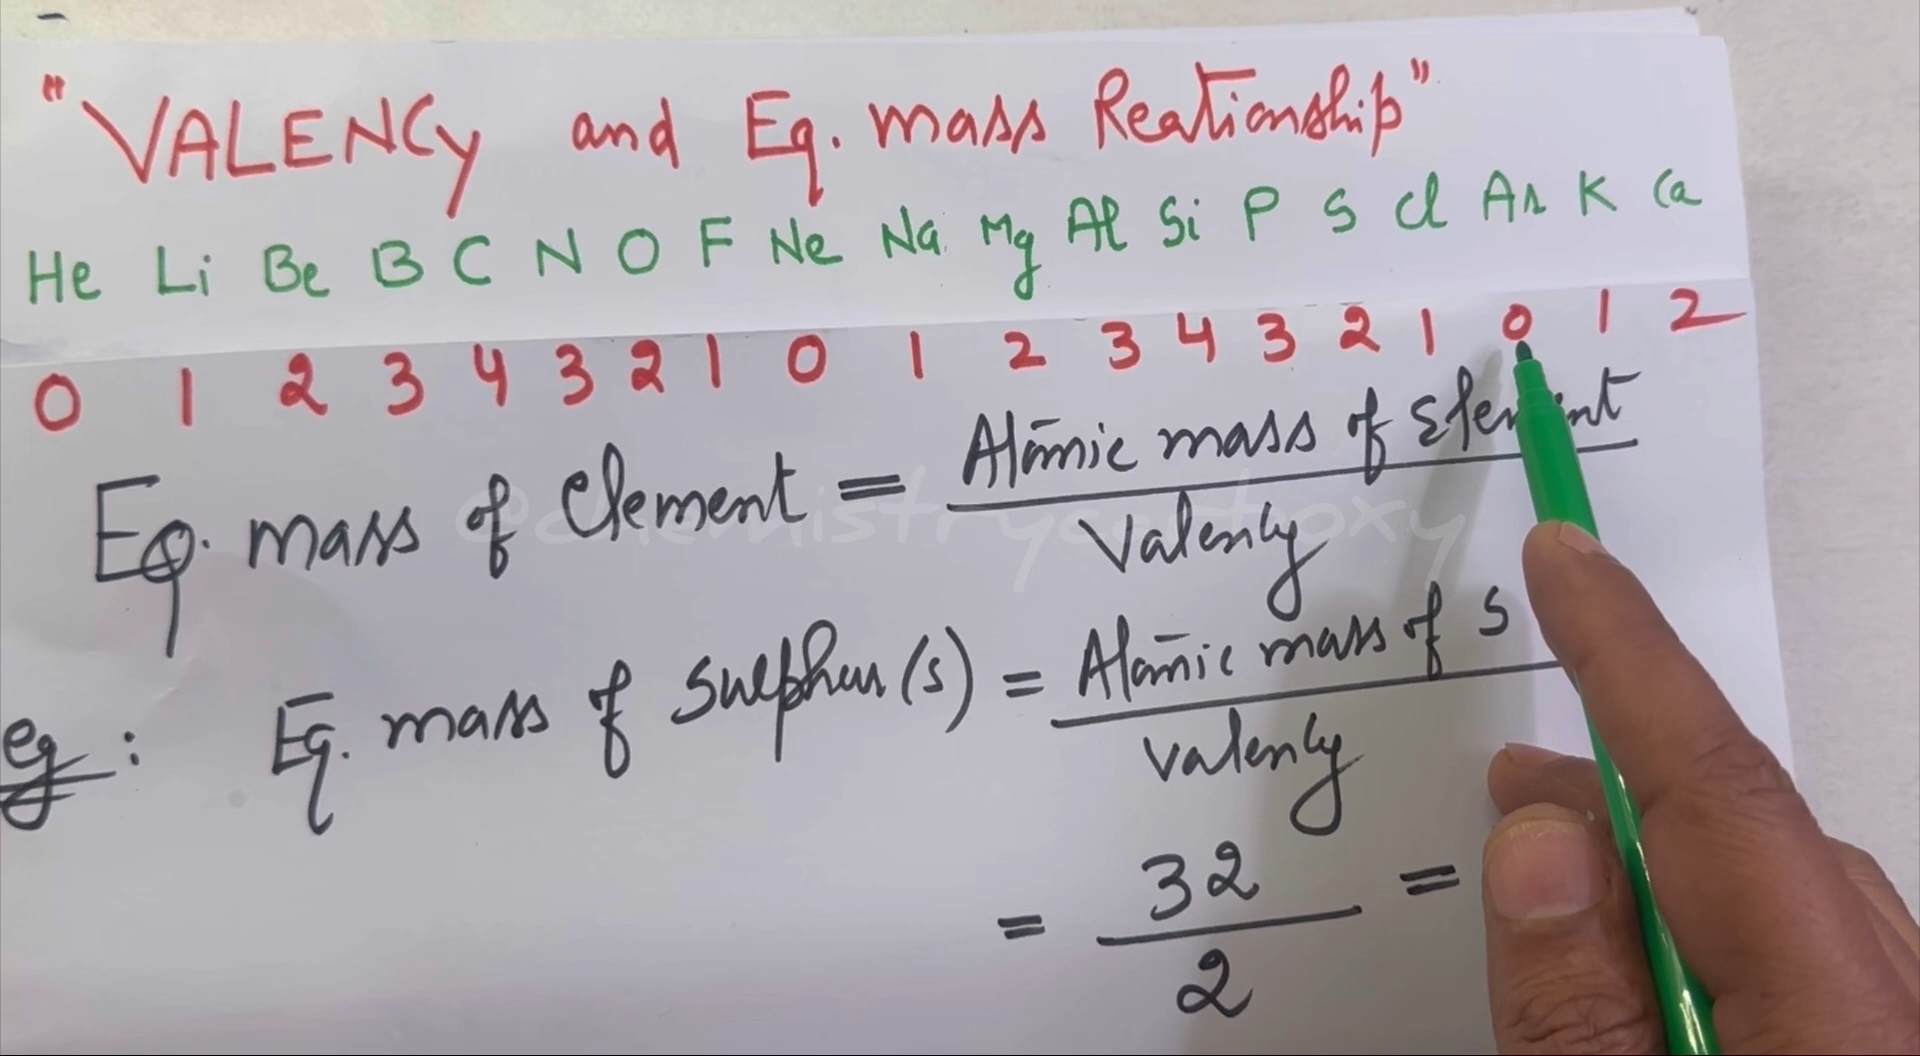 "VALENCy and Eq. mass Reationship"
He Li Be B C N O F Ne Na Mg Al Si P S Cl Ar K Ca
0 1 2 3 4 3 2 1 0 1 2 3 4 3 2 1 0 1 2
Eq. mass of Element = Atomic mass of Element
Valency
@chemistrycarboxy
eg: Eq. mass of Sulphur (s) = Atomic mass of S
Valency
= 32 =
2